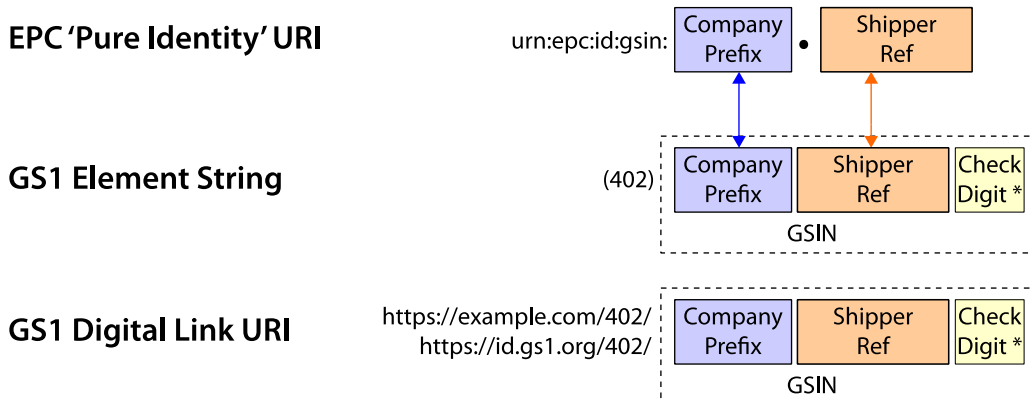 EPC ‘Pure Identity’ URI
urn:epc:id:gsin:
Company
Prefix
•
Shipper
Ref
GS1 Element String
(402)
Company
Prefix
Shipper
Ref
Check
Digit *
GSIN
GS1 Digital Link URI
https://example.com/402/
https://id.gs1.org/402/
Company
Prefix
Shipper
Ref
Check
Digit *
GSIN